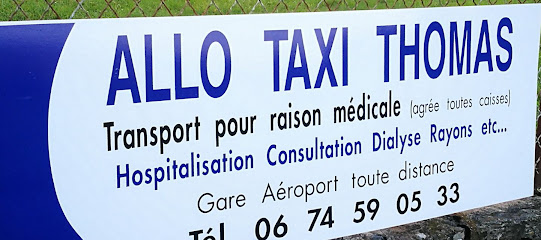 ALLO TAXI THOMAS
Transport pour raison médicale (agrée toutes caisses)
Hospitalisation Consultation Dialyse Rayons etc...
Gare Aéroport toute distance
Tél. 06 74 59 05 33